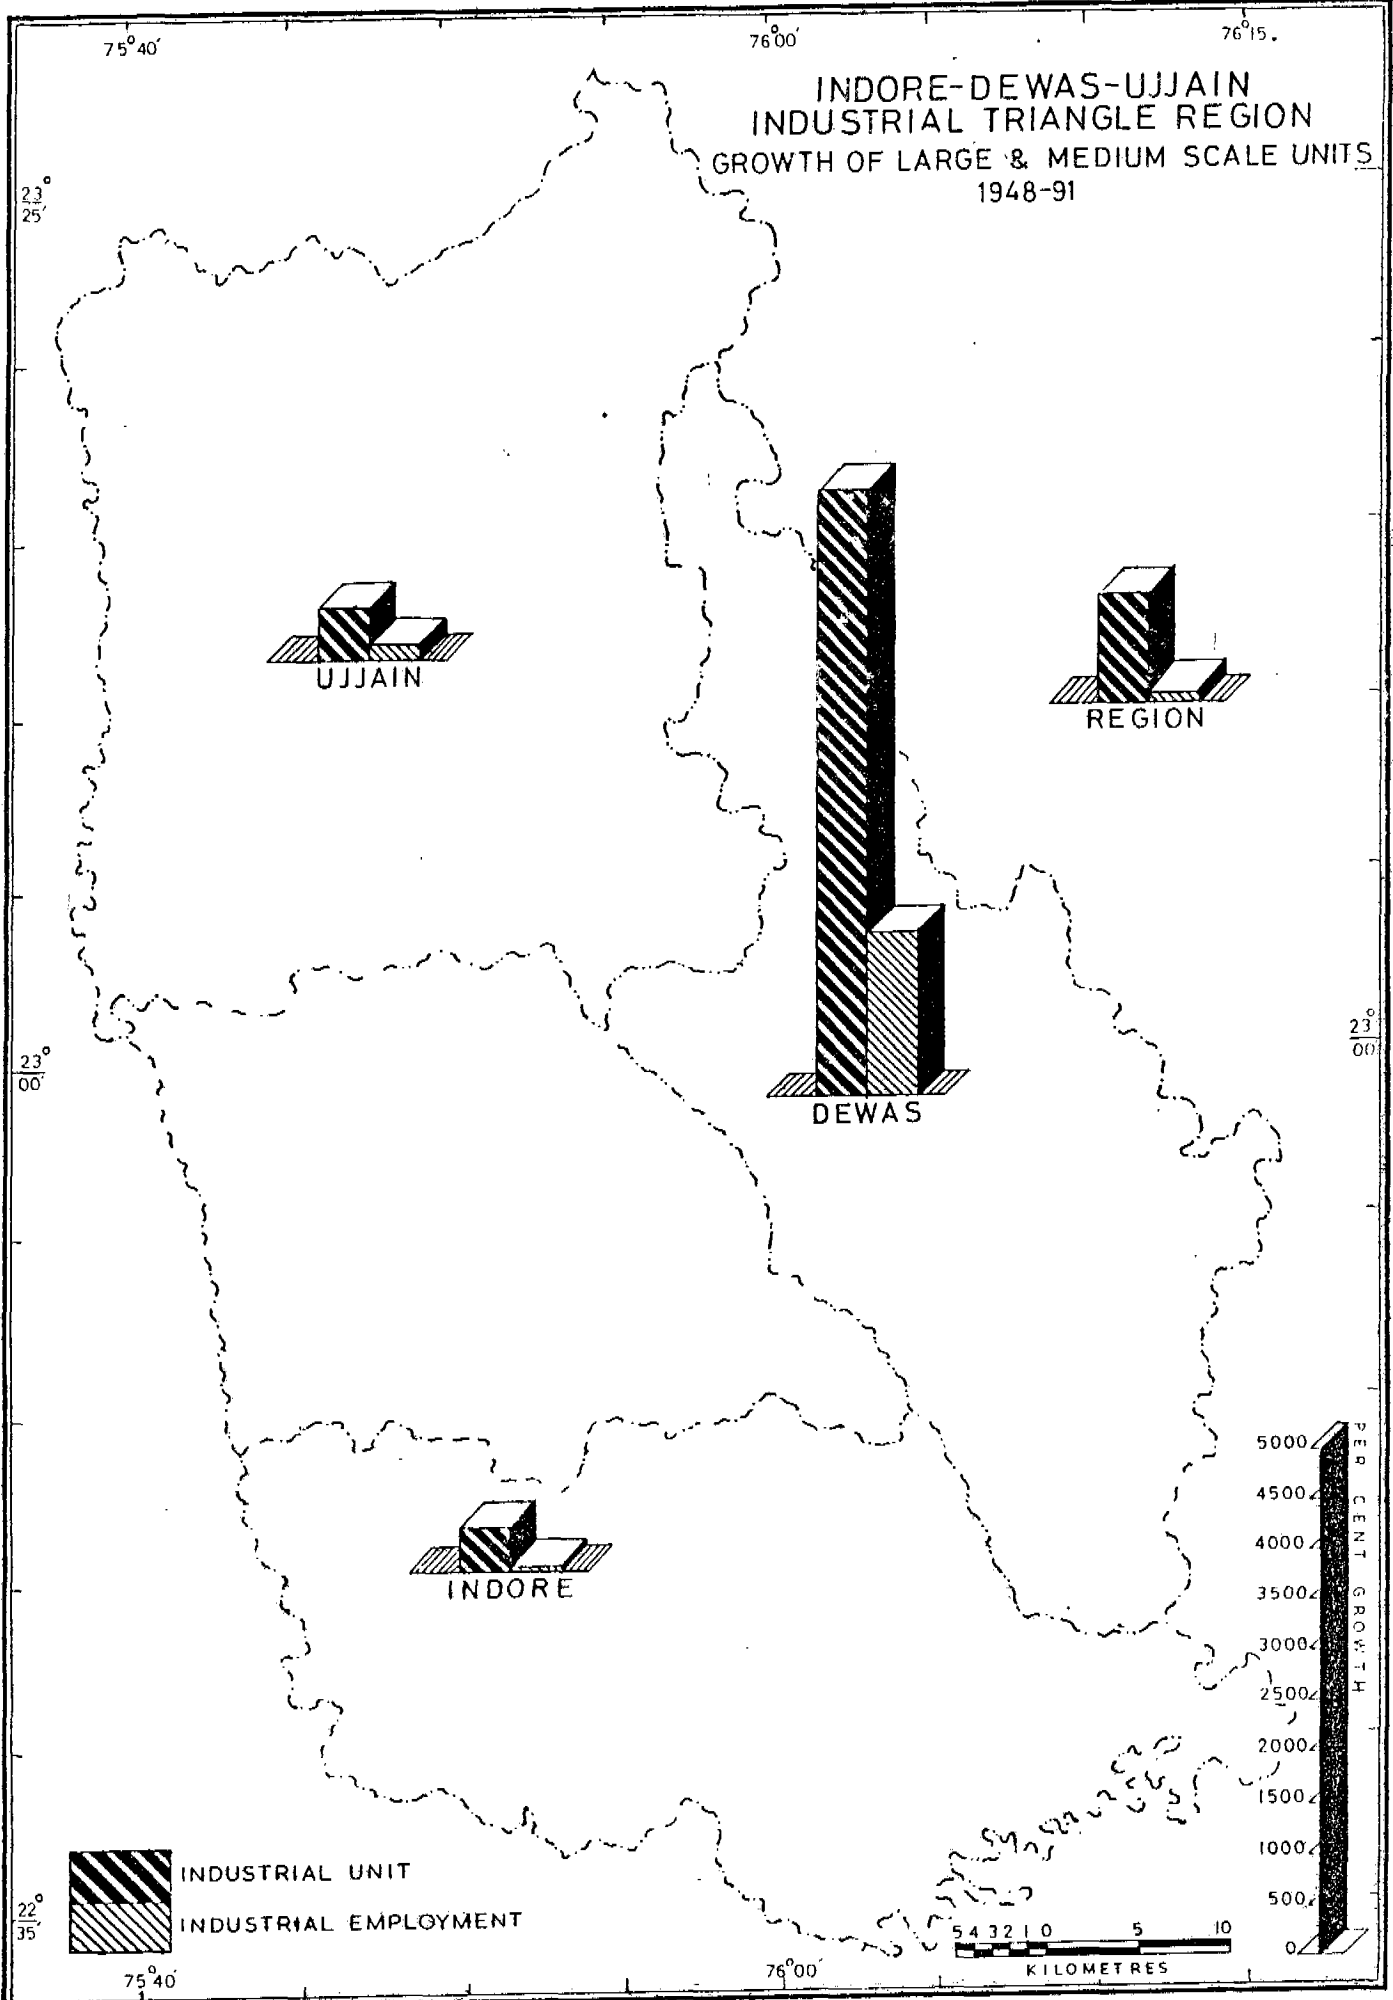 75°40'
76°00'
76°15.
INDORE-DEWAS-UJJAIN
INDUSTRIAL TRIANGLE REGION
GROWTH OF LARGE & MEDIUM SCALE UNITS
1948-91
23°
25'
UJJAIN
REGION
23°
00'
23°
00'
DEWAS
INDORE
5000
4500
4000
3500
3000
2500
2000
1500
1000
500
0
PER CENT GROWTH
INDUSTRIAL UNIT
INDUSTRIAL EMPLOYMENT
22°
35'
5 4 3 2 1 0 5 10
KILOMETRES
75°40'
76°00'